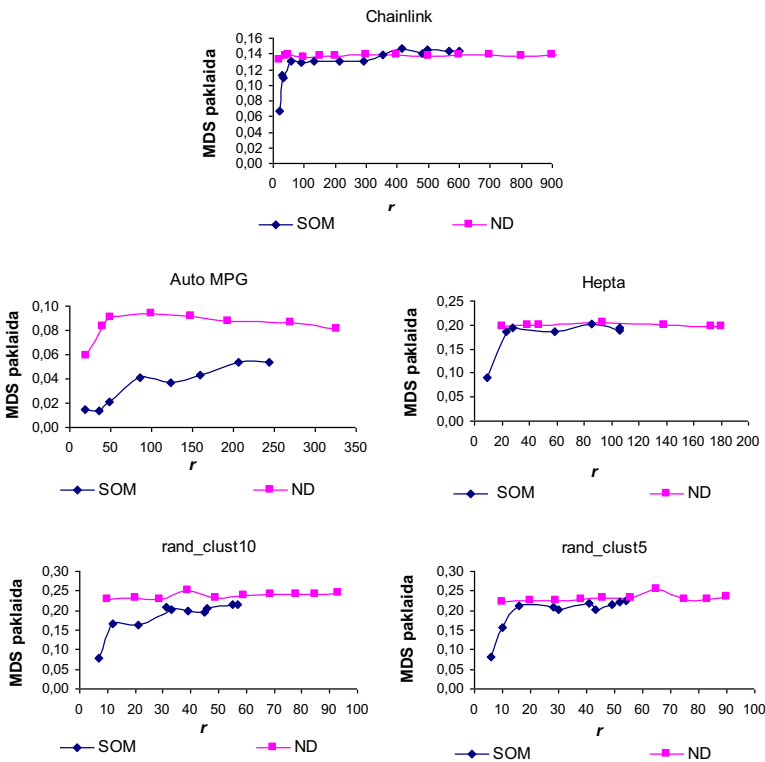 Chainlink
MDS paklaida
0,16
0,14
0,12
0,10
0,08
0,06
0,04
0,02
0,00
0 100 200 300 400 500 600 700 800 900
r
SOM ND
Auto MPG
MDS paklaida
0,10
0,08
0,06
0,04
0,02
0,00
0 50 100 150 200 250 300 350
r
SOM ND
Hepta
MDS paklaida
0,25
0,20
0,15
0,10
0,05
0,00
0 20 40 60 80 100 120 140 160 180 200
r
SOM ND
rand_clust10
MDS paklaida
0,30
0,25
0,20
0,15
0,10
0,05
0,00
0 10 20 30 40 50 60 70 80 90 100
r
SOM ND
rand_clust5
MDS paklaida
0,30
0,25
0,20
0,15
0,10
0,05
0,00
0 10 20 30 40 50 60 70 80 90 100
r
SOM ND